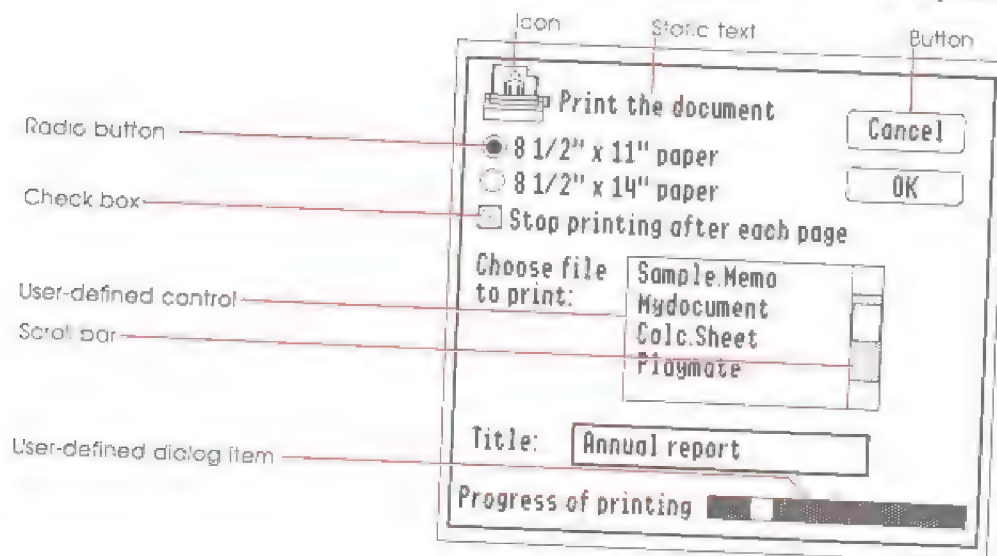 Icon
Static text
Button
Print the document
Cancel
Radio button
8 1/2" x 11" paper
8 1/2" x 14" paper
OK
Check box
Stop printing after each page
Choose file
to print:
Sample.Memo
Mydocument
Calc.Sheet
Playmate
User-defined control
Scroll bar
Title:
Annual report
User-defined dialog item
Progress of printing